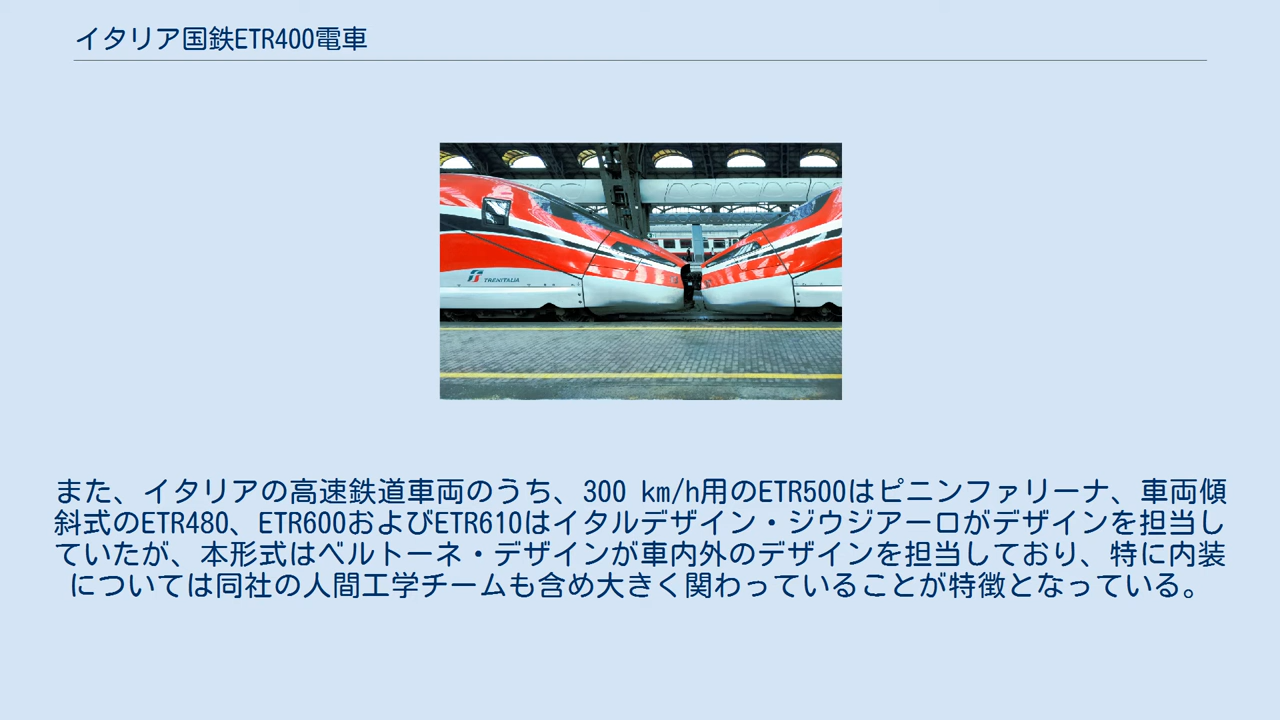 イタリア国鉄ETR400電車
TRENITALIA
また、イタリアの高速鉄道車両のうち、300 km/h用のETR500はピニンファリーナ、車両傾
斜式のETR480、ETR600およびETR610はイタルデザイン・ジウジアーロがデザインを担当し
ていたが、本形式はベルトーネ・デザインが車内外のデザインを担当しており、特に内装
については同社の人間工学チームも含め大きく関わっていることが特徴となっている。